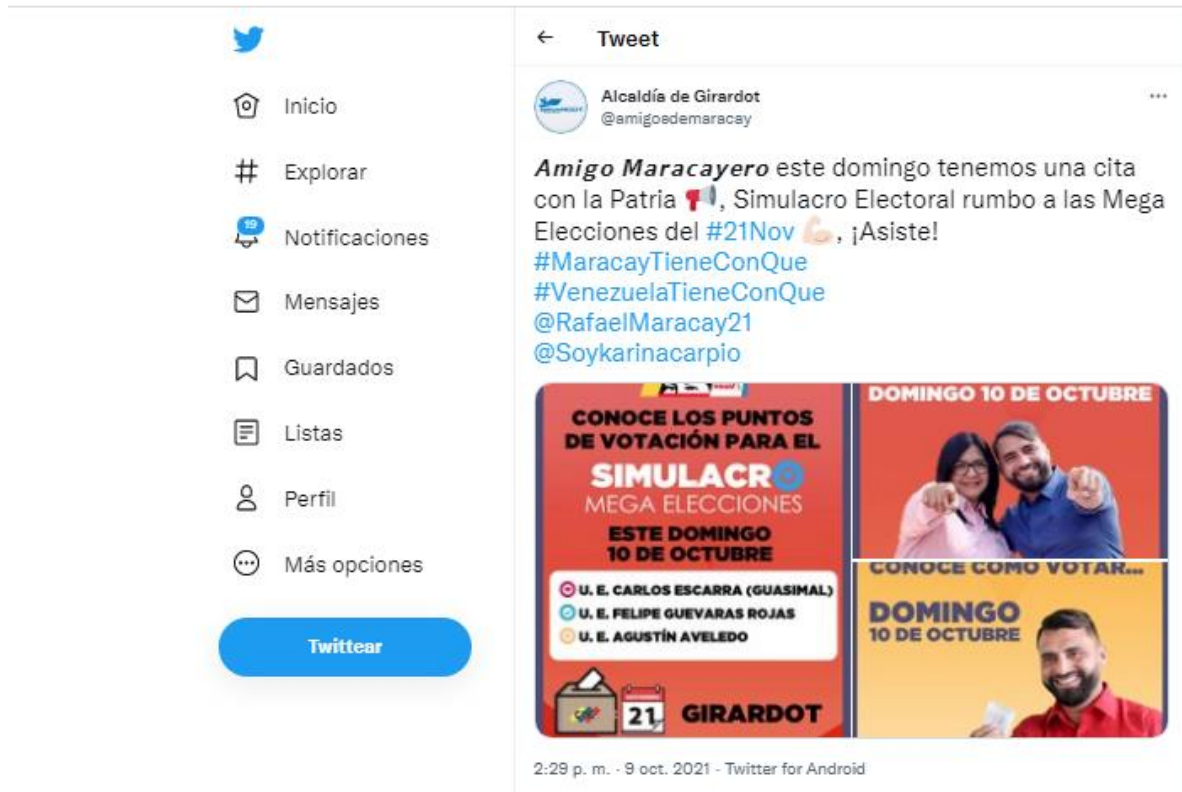 Tweet
Inicio
Explorar
19
Notificaciones
Mensajes
Guardados
Listas
Perfil
Más opciones
Twittear
Alcaldía de Girardot
@amigosdemaracay
Amigo Maracayero este domingo tenemos una cita
con la Patria, Simulacro Electoral rumbo a las Mega
Elecciones del #21Nov, ¡Asiste!
#MaracayTieneConQue
#VenezuelaTieneConQue
@RafaelMaracay21
@Soykarinacarpio
CONOCE LOS PUNTOS
DE VOTACIÓN PARA EL
SIMULACRO
MEGA ELECCIONES
ESTE DOMINGO
10 DE OCTUBRE
U. E. CARLOS ESCARRA (GUASIMAL)
U. E. FELIPE GUEVARAS ROJAS
U. E. AGUSTÍN AVELEDO
21
GIRARDOT
DOMINGO 10 DE OCTUBRE
CONOCE COMO VOTAR...
DOMINGO
10 DE OCTUBRE
2:29 p. m. · 9 oct. 2021 · Twitter for Android